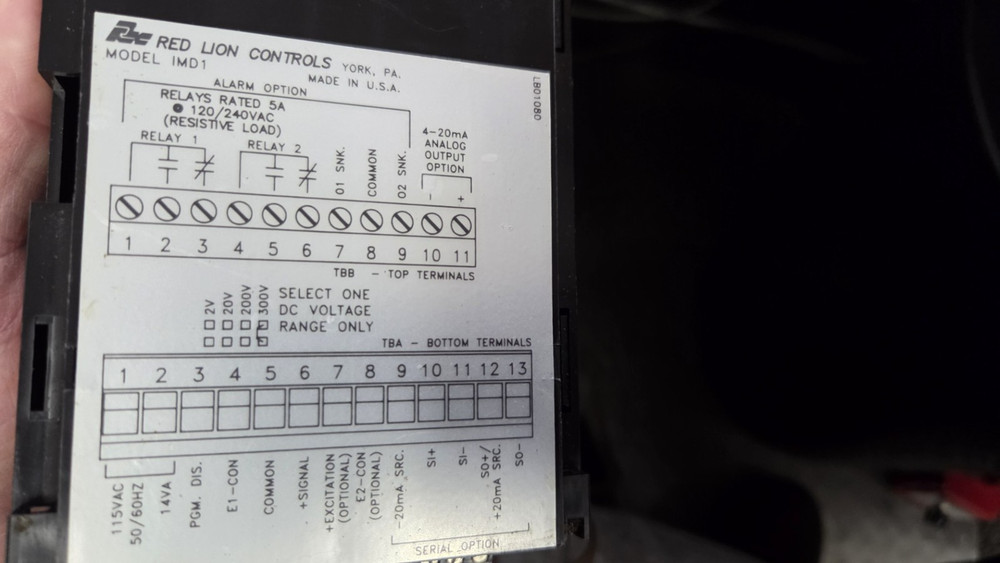 RED LION CONTROLS YORK, PA.
MODEL IMD1
MADE IN U.S.A.
LB01080
ALARM OPTION
RELAYS RATED 5A
@ 120/240VAC
(RESISTIVE LOAD)
RELAY 1
RELAY 2
O1 SNK.
COMMON
O2 SNK.
4-20mA
ANALOG
OUTPUT
OPTION
- +
1 2 3 4 5 6 7 8 9 10 11
TBB - TOP TERMINALS
2V
20V
200V
300V
SELECT ONE
DC VOLTAGE
RANGE ONLY
TBA - BOTTOM TERMINALS
1 2 3 4 5 6 7 8 9 10 11 12 13
115VAC
50/60HZ
14VA
PGM. DIS.
E1-CON
COMMON
+SIGNAL
+EXCITATION
(OPTIONAL)
E2-CON
(OPTIONAL)
-20mA SRC.
SI+
SI-
SO+/
+20mA SRC.
SO-
SERIAL OPTION